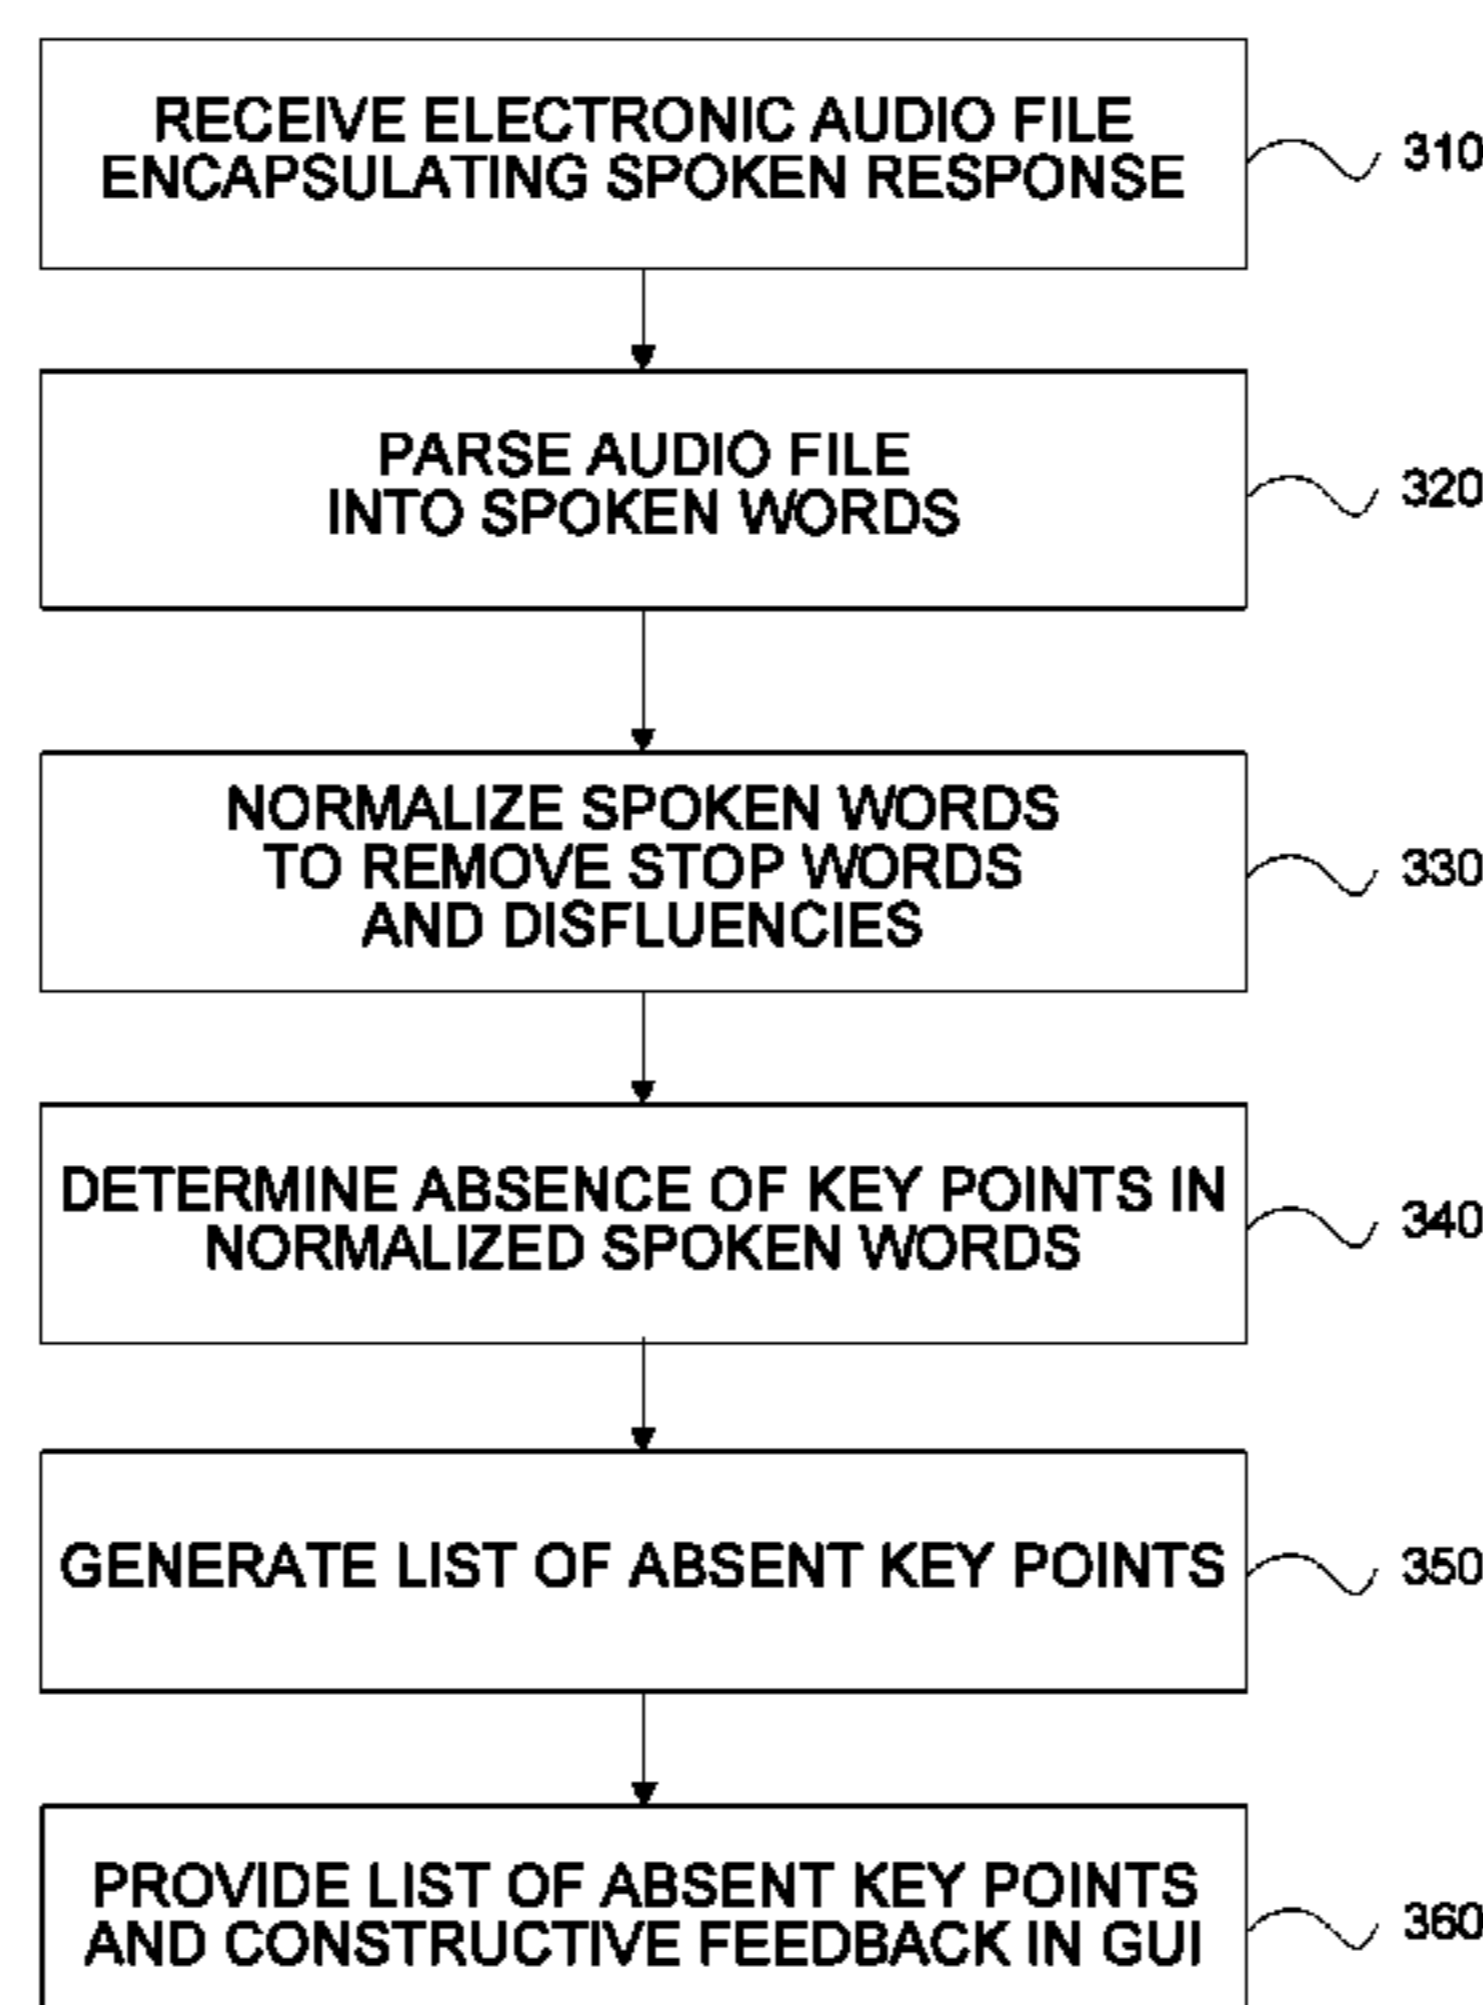 RECEIVE ELECTRONIC AUDIO FILE
ENCAPSULATING SPOKEN RESPONSE
310
PARSE AUDIO FILE
INTO SPOKEN WORDS
320
NORMALIZE SPOKEN WORDS
TO REMOVE STOP WORDS
AND DISFLUENCIES
330
DETERMINE ABSENCE OF KEY POINTS IN
NORMALIZED SPOKEN WORDS
340
GENERATE LIST OF ABSENT KEY POINTS
350
PROVIDE LIST OF ABSENT KEY POINTS
AND CONSTRUCTIVE FEEDBACK IN GUI
360